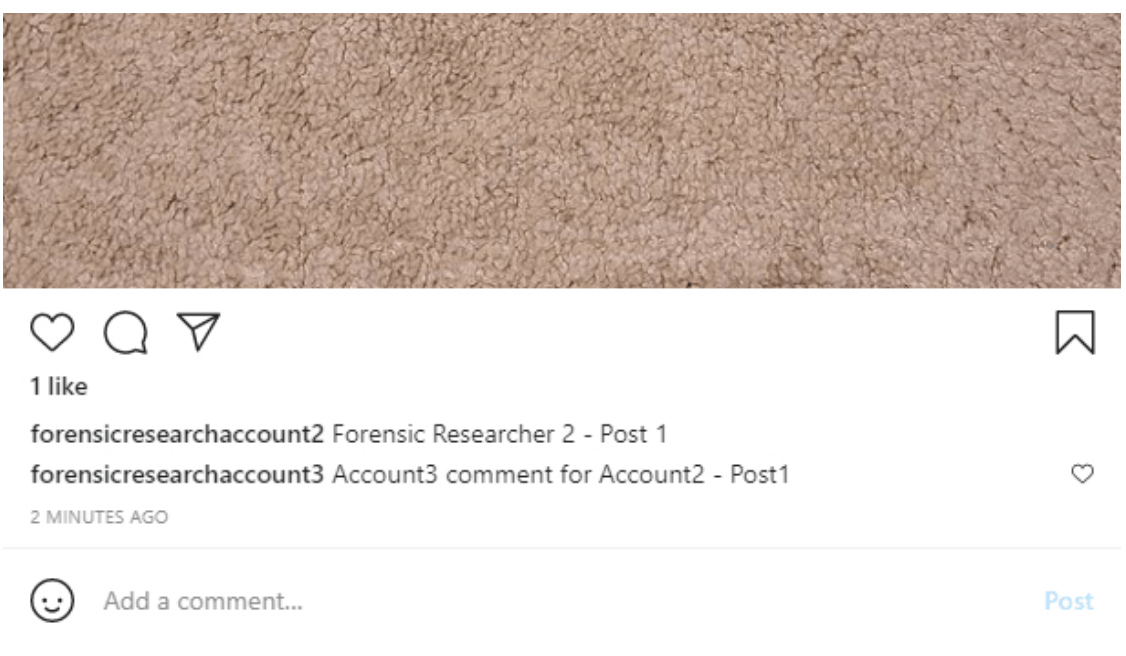 1 like
forensicresearchaccount2 Forensic Researcher 2 - Post 1
forensicresearchaccount3 Account3 comment for Account2 - Post1
2 MINUTES AGO
Add a comment...
Post